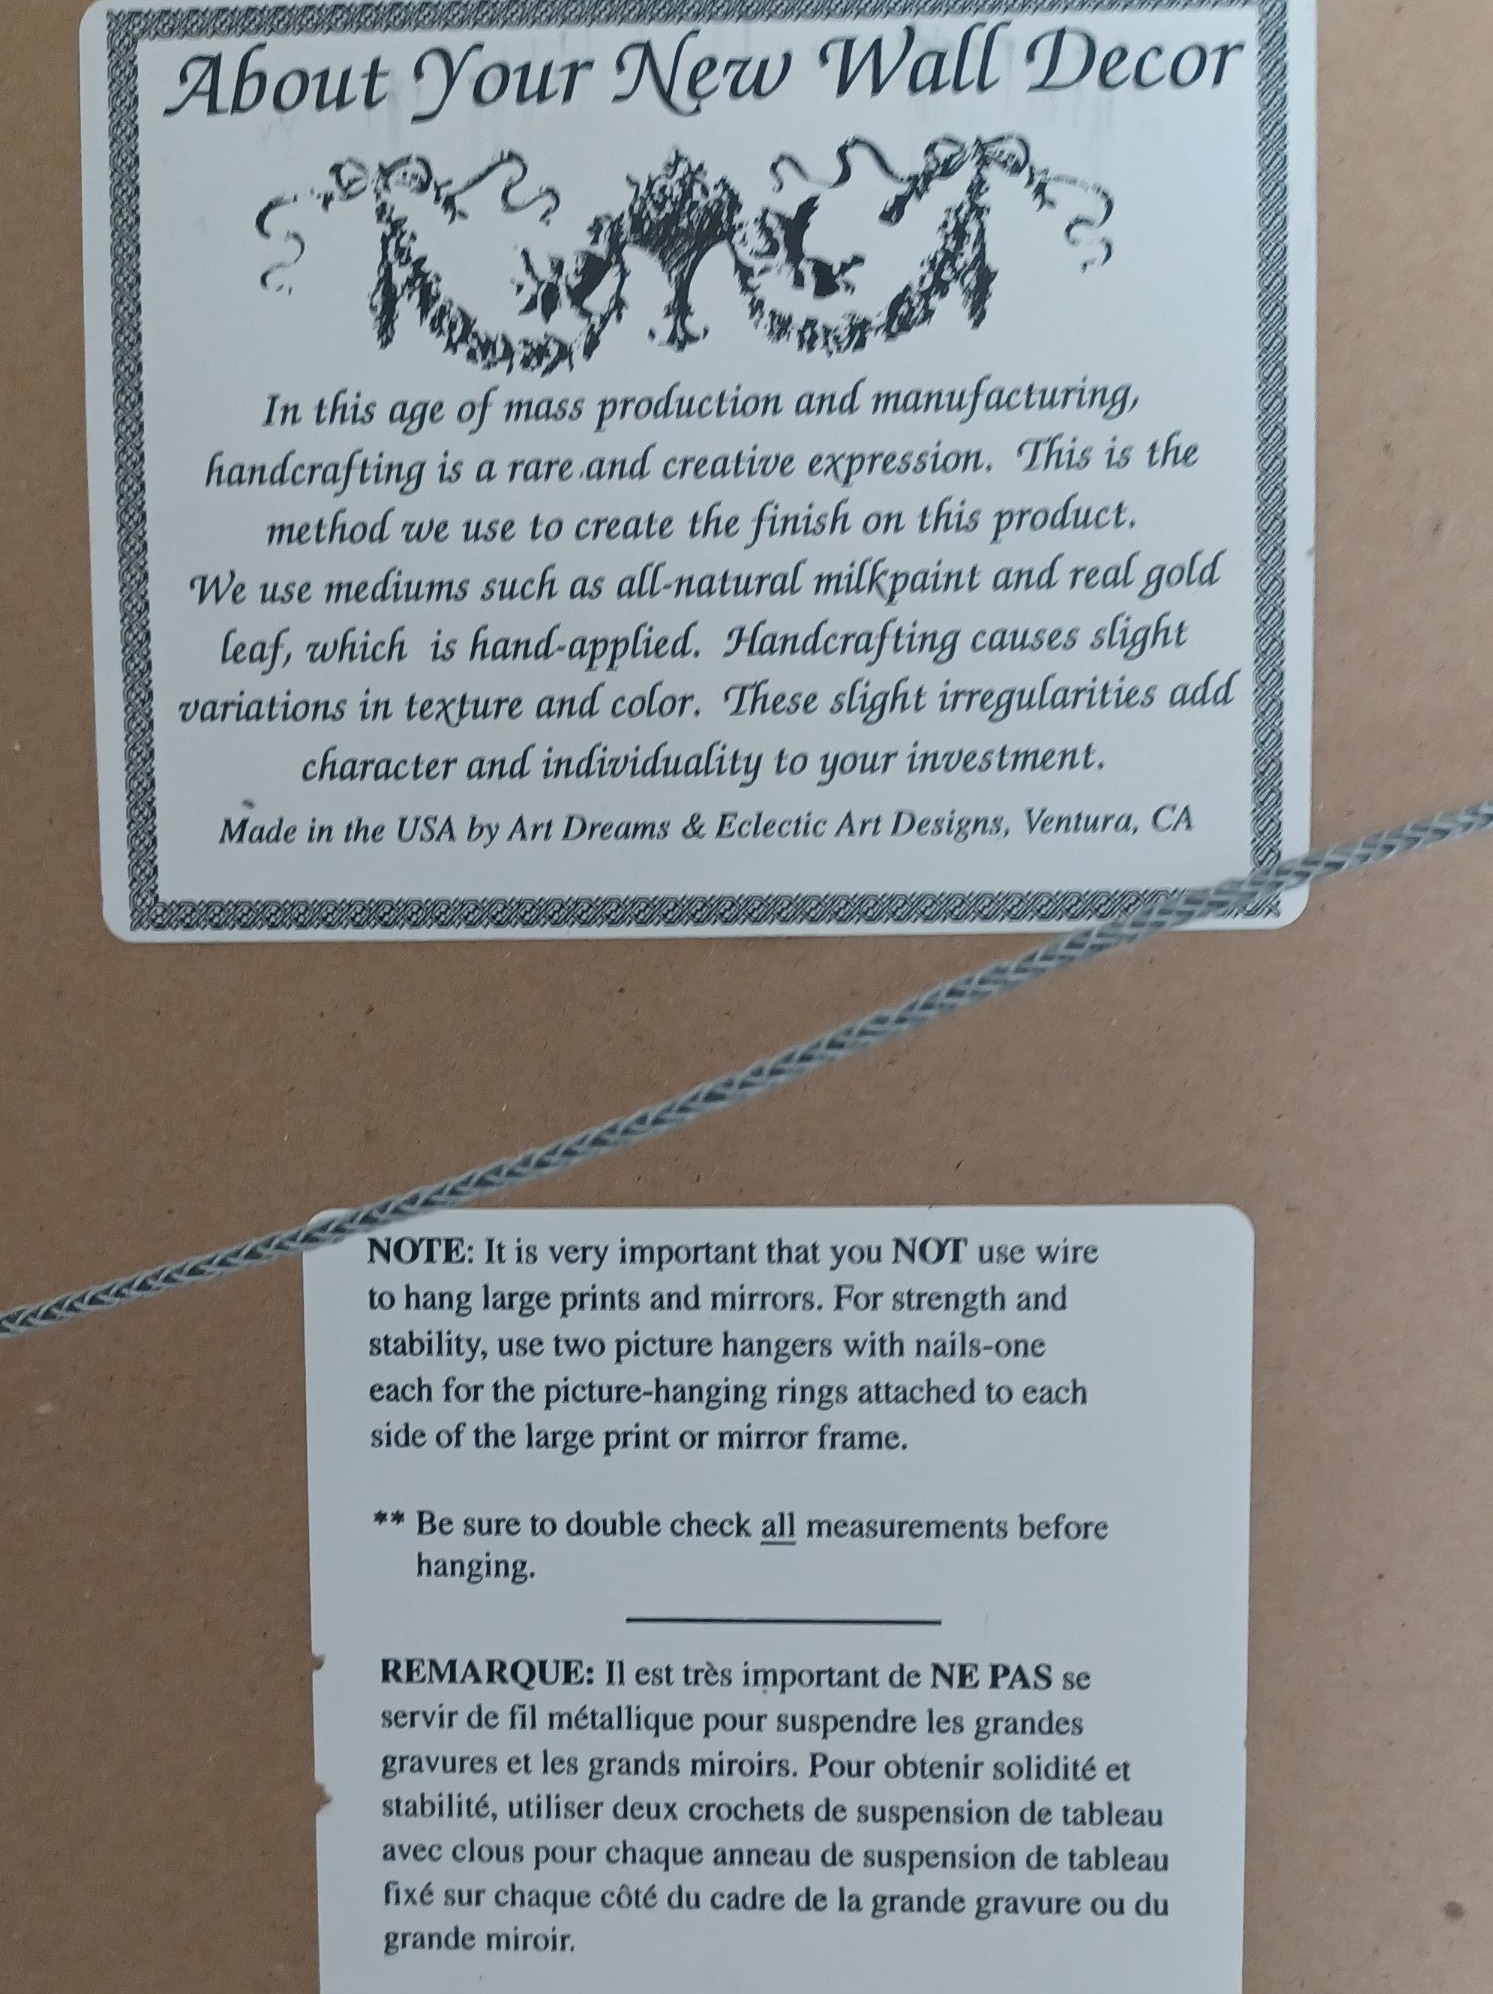 About Your New Wall Decor
In this age of mass production and manufacturing,
handcrafting is a rare and creative expression. This is the
method we use to create the finish on this product.
We use mediums such as all-natural milkpaint and real gold
leaf, which is hand-applied. Handcrafting causes slight
variations in texture and color. These slight irregularities add
character and individuality to your investment.
Made in the USA by Art Dreams & Eclectic Art Designs, Ventura, CA
NOTE: It is very important that you NOT use wire
to hang large prints and mirrors. For strength and
stability, use two picture hangers with nails-one
each for the picture-hanging rings attached to each
side of the large print or mirror frame.
** Be sure to double check all measurements before
hanging.
REMARQUE: Il est très important de NE PAS se
servir de fil métallique pour suspendre les grandes
gravures et les grands miroirs. Pour obtenir solidité et
stabilité, utiliser deux crochets de suspension de tableau
avec clous pour chaque anneau de suspension de tableau
fixé sur chaque côté du cadre de la grande gravure ou du
grande miroir.